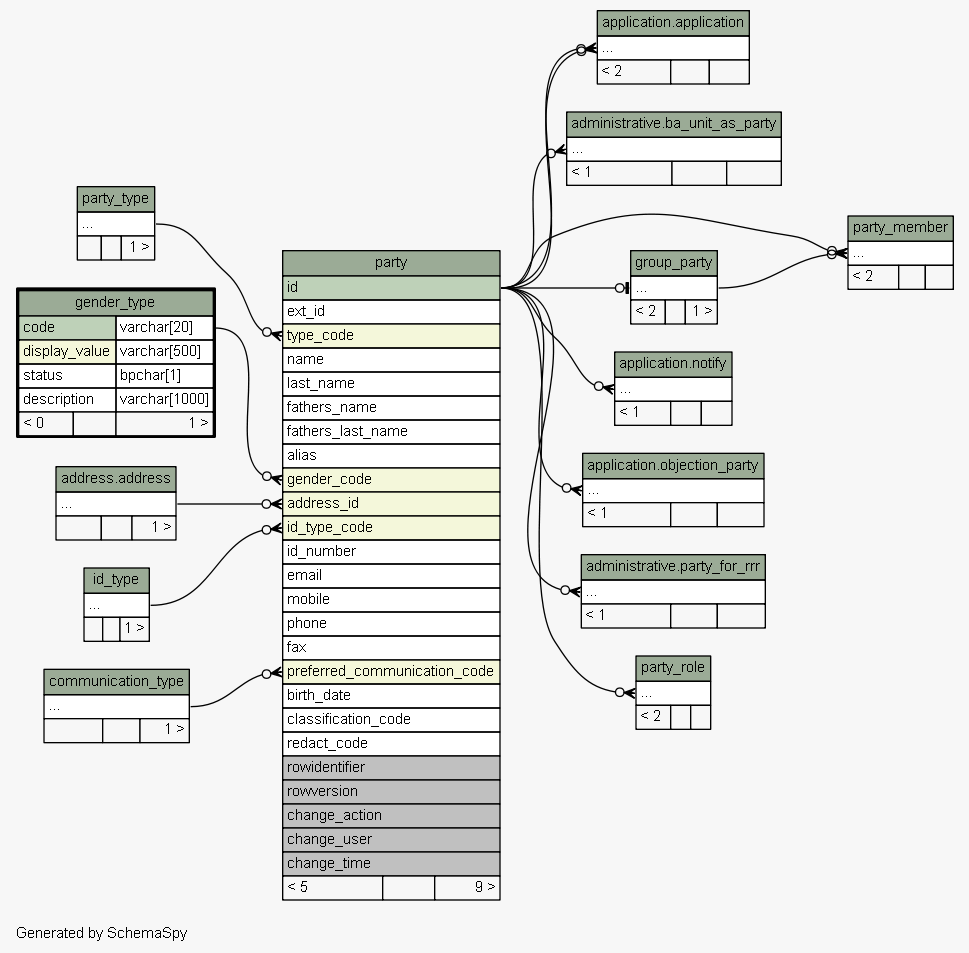 application.application
...
< 2
administrative.ba_unit_as_party
...
< 1
party_type
...
1 >
party_member
...
< 2
group_party
...
< 2 1 >
gender_type
code varchar[20]
display_value varchar[500]
status bpchar[1]
description varchar[1000]
< 0 1 >
party
id
ext_id
type_code
name
last_name
fathers_name
fathers_last_name
alias
gender_code
address_id
id_type_code
id_number
email
mobile
phone
fax
preferred_communication_code
birth_date
classification_code
redact_code
rowidentifier
rowversion
change_action
change_user
change_time
< 5 9 >
application.notify
...
< 1
address.address
...
1 >
application.objection_party
...
< 1
id_type
...
1 >
administrative.party_for_rrr
...
< 1
communication_type
...
1 >
party_role
...
< 2
Generated by SchemaSpy